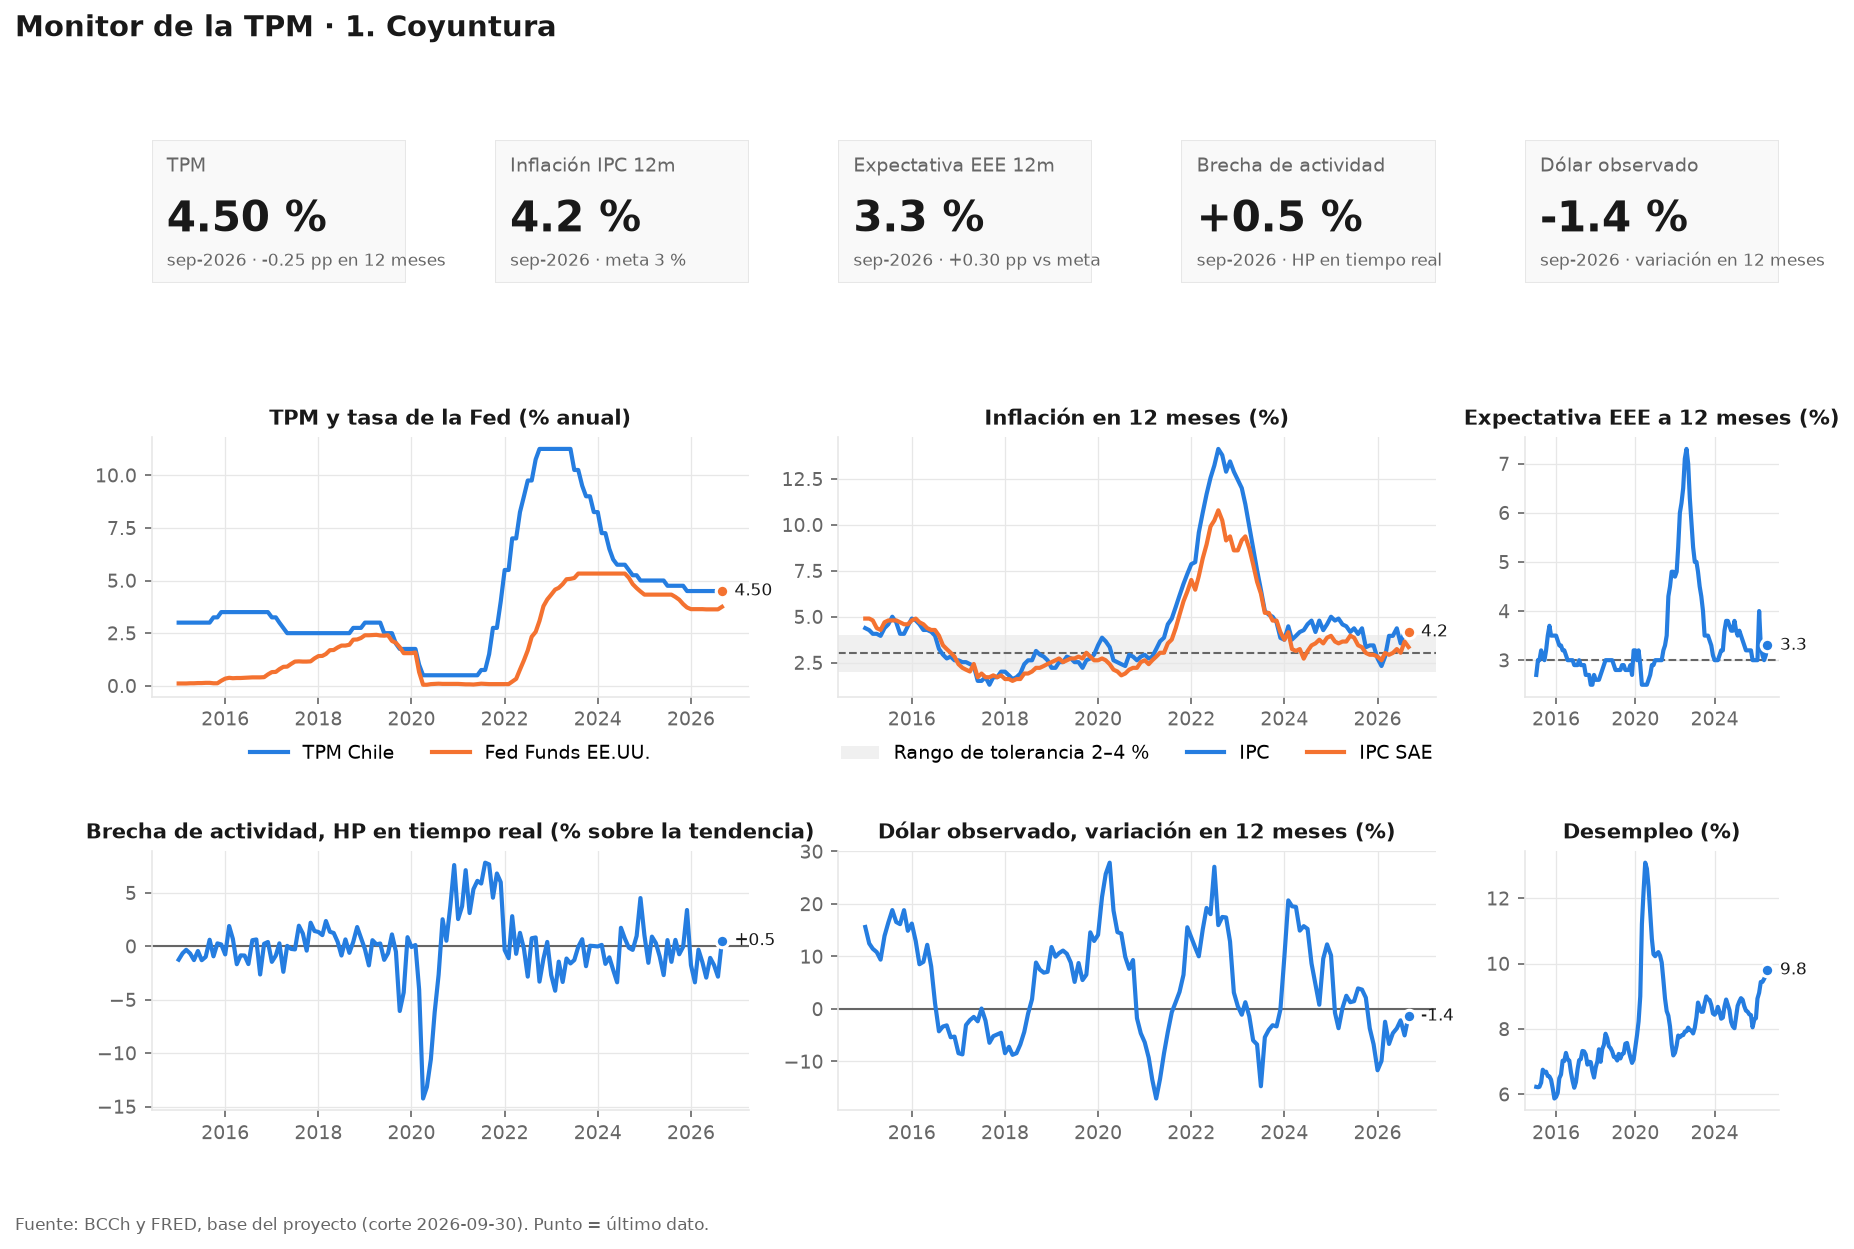 Monitor de la TPM · 1. Coyuntura
TPM
4.50 %
sep-2026 · -0.25 pp en 12 meses
Inflación IPC 12m
4.2 %
sep-2026 · meta 3 %
Expectativa EEE 12m
3.3 %
sep-2026 · +0.30 pp vs meta
Brecha de actividad
+0.5 %
sep-2026 · HP en tiempo real
Dólar observado
-1.4 %
sep-2026 · variación en 12 meses
TPM y tasa de la Fed (% anual)
10.0
7.5
5.0
2.5
0.0
4.50
2016 2018 2020 2022 2024 2026
TPM Chile Fed Funds EE.UU.
Inflación en 12 meses (%)
12.5
10.0
7.5
5.0
2.5
4.2
2016 2018 2020 2022 2024 2026
Rango de tolerancia 2–4 % IPC IPC SAE
Expectativa EEE a 12 meses (%)
7
6
5
4
3
3.3
2016 2020 2024
Brecha de actividad, HP en tiempo real (% sobre la tendencia)
5
0
−5
−10
−15
+0.5
2016 2018 2020 2022 2024 2026
Dólar observado, variación en 12 meses (%)
30
20
10
0
−10
-1.4
2016 2018 2020 2022 2024 2026
Desempleo (%)
12
10
8
6
9.8
2016 2020 2024
Fuente: BCCh y FRED, base del proyecto (corte 2026-09-30). Punto = último dato.